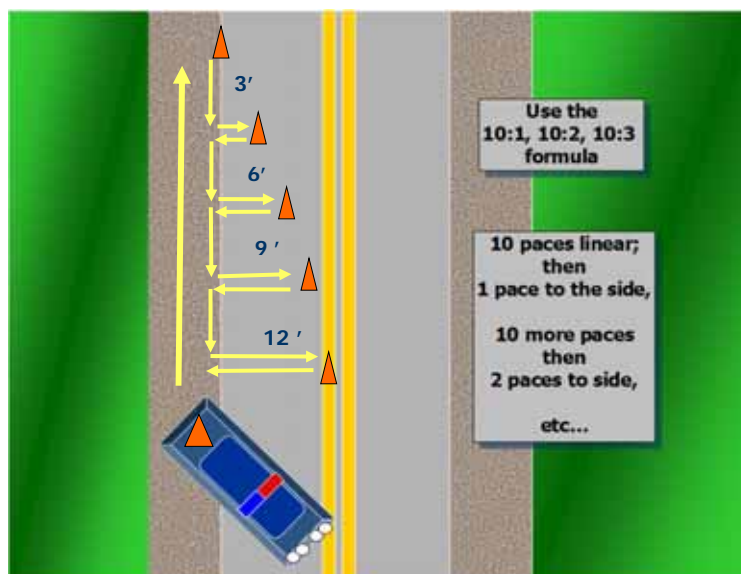 3'
6'
9 '
12 '
Use the
10:1, 10:2, 10:3
formula
10 paces linear;
then
1 pace to the side,
10 more paces
then
2 paces to side,
etc...